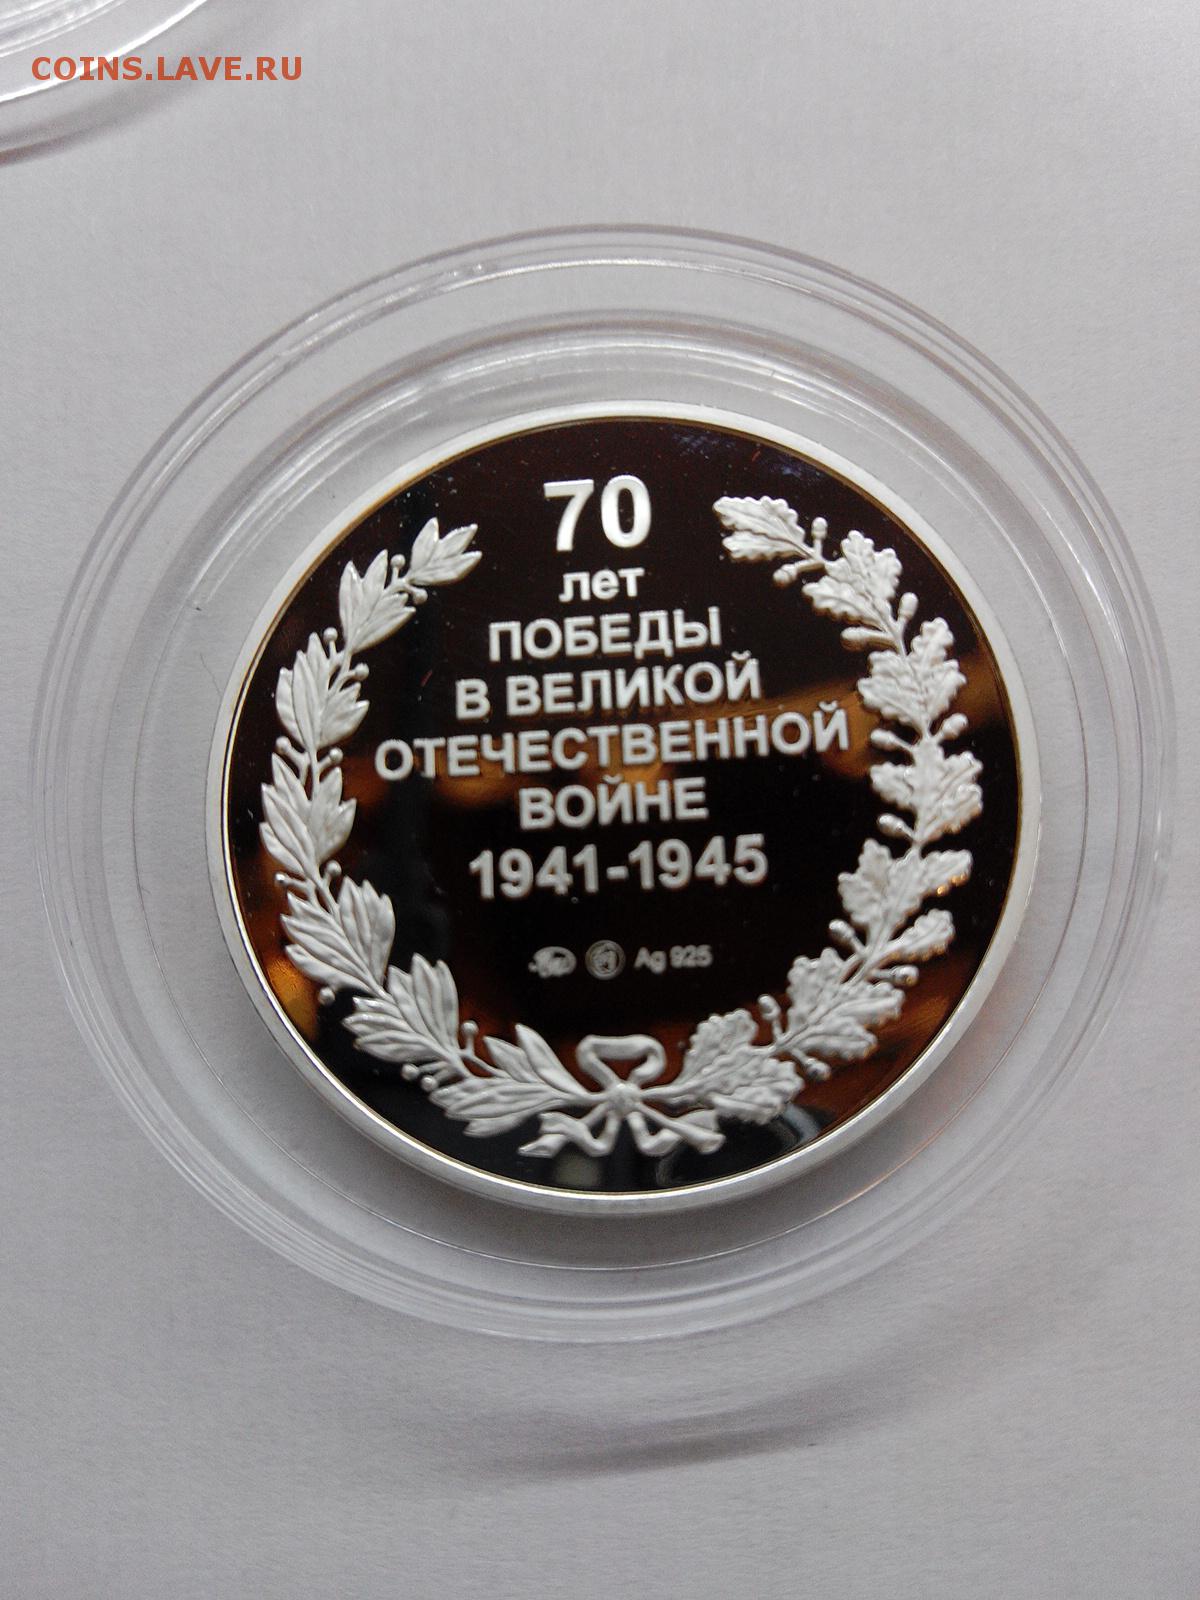 COINS.LAVE.RU
70
лет
ПОБЕДЫ
В ВЕЛИКОЙ
ОТЕЧЕСТВЕННОЙ
ВОЙНЕ
1941-1945
Ag 925